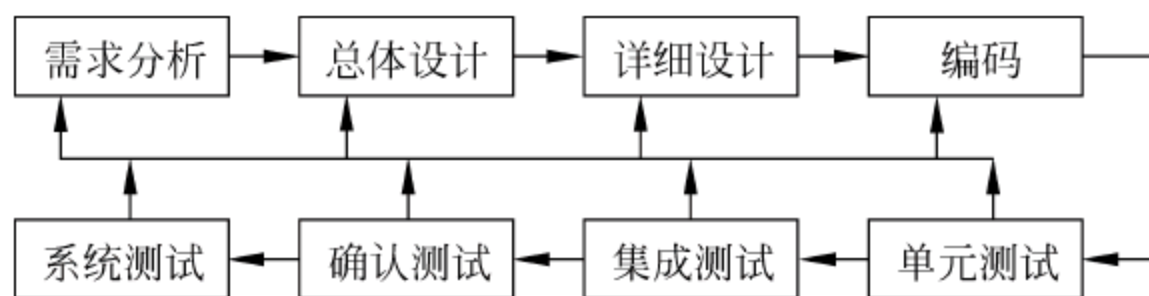 需求分析
总体设计
详细设计
编码
系统测试
确认测试
集成测试
单元测试